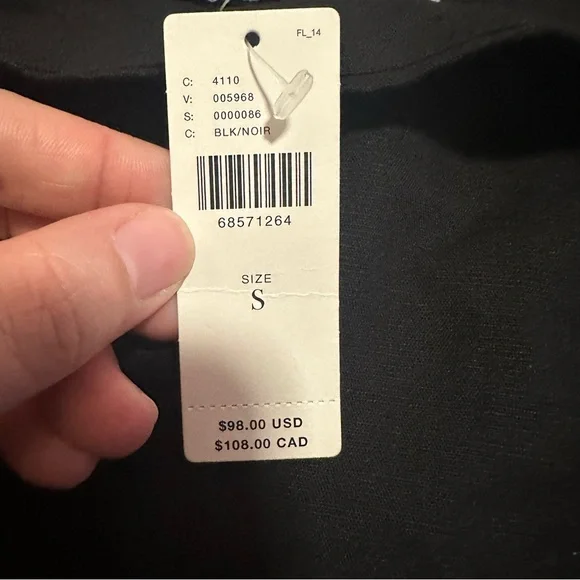 FL_14
C: 4110
V: 005968
S: 0000086
C: BLK/NOIR
68571264
SIZE
S
$98.00 USD
$108.00 CAD